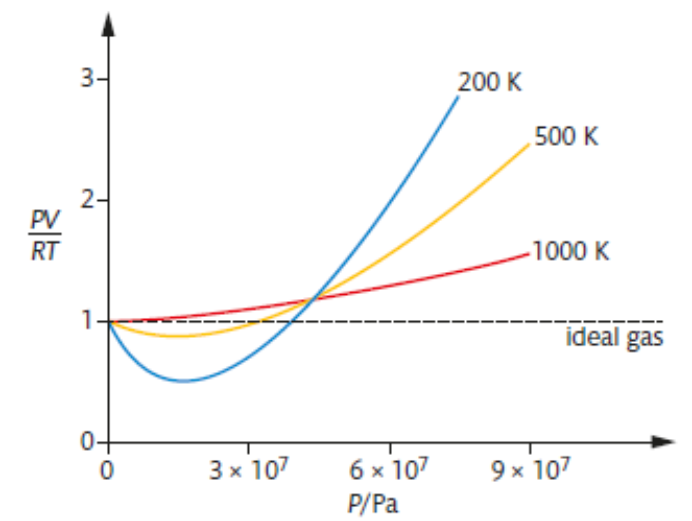 3
200 K
500 K
2
PV
RT
1000 K
1
ideal gas
0
0
3 × 10⁷
6 × 10⁷
9 × 10⁷
P/Pa